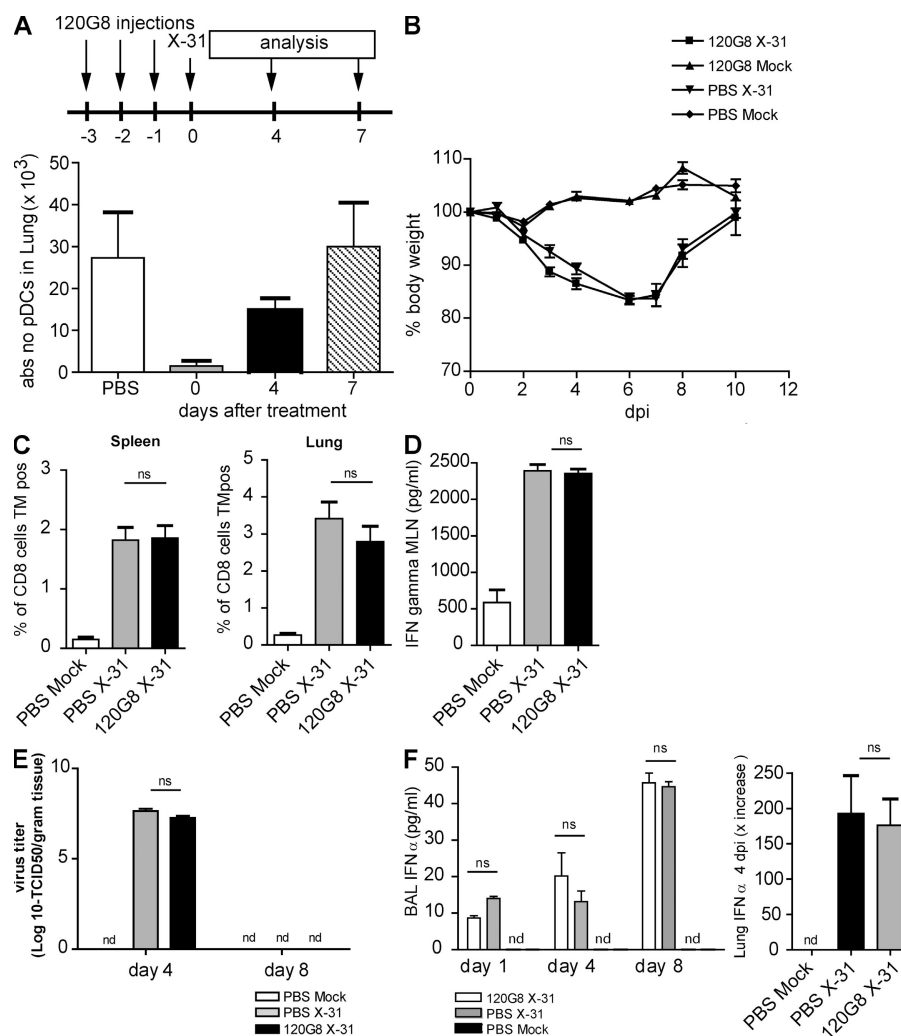 A
120G8 injections
X-31
analysis
-3 -2 -1 0 4 7
abs no pDCs in Lung (x 10³)
50
40
30
20
10
0
PBS 0 4 7
days after treatment
B
120G8 X-31
120G8 Mock
PBS X-31
PBS Mock
% body weight
110
100
90
80
70
0 2 4 6 8 10 12
dpi
C
Spleen
% of CD8 cells TM pos
3
2
1
0
ns
PBS Mock
PBS X-31
120G8 X-31
Lung
% of CD8 cells TMpos
5
4
3
2
1
0
ns
PBS Mock
PBS X-31
120G8 X-31
D
IFN gamma MLN (pg/ml)
2500
2000
1500
1000
500
0
ns
PBS Mock
PBS X-31
120G8 X-31
E
virus titer
(Log 10-TCID50/gram tissue)
10
5
0
ns
nd
nd nd nd
day 4 day 8
PBS Mock
PBS X-31
120G8 X-31
F
BAL IFN α (pg/ml)
60
50
40
30
20
10
ns
ns
ns
nd
nd
nd
day 1 day 4 day 8
120G8 X-31
PBS X-31
PBS Mock
Lung IFN α 4 dpi (x increase)
250
200
150
100
50
0
ns
nd
PBS Mock
PBS X-31
120G8 X-31